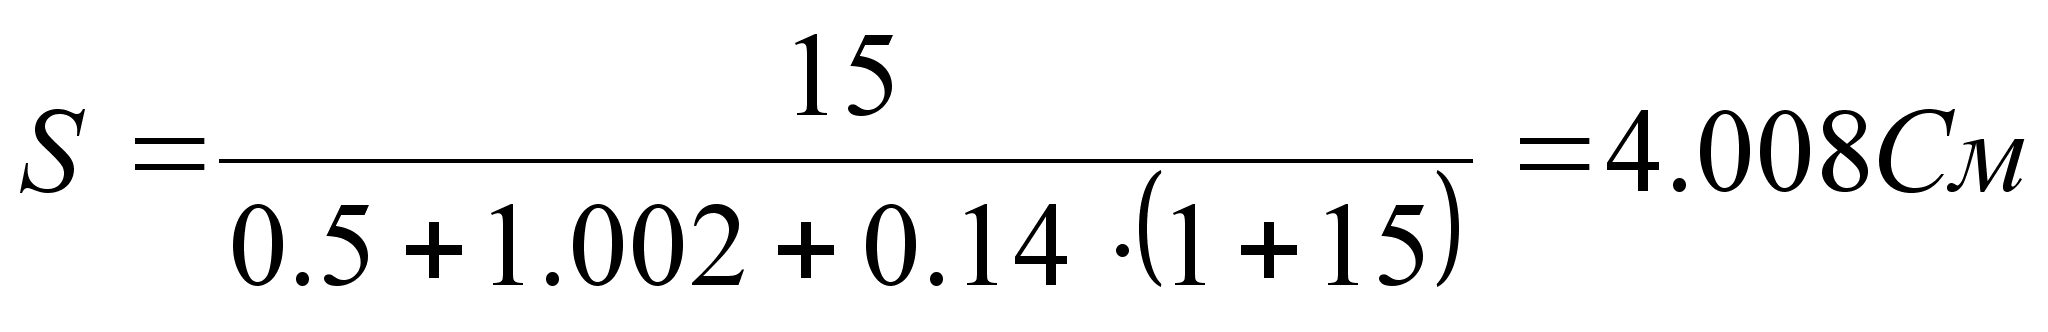 S = 15 / 0.5 + 1.002 + 0.14 · (1 + 15) = 4.008См